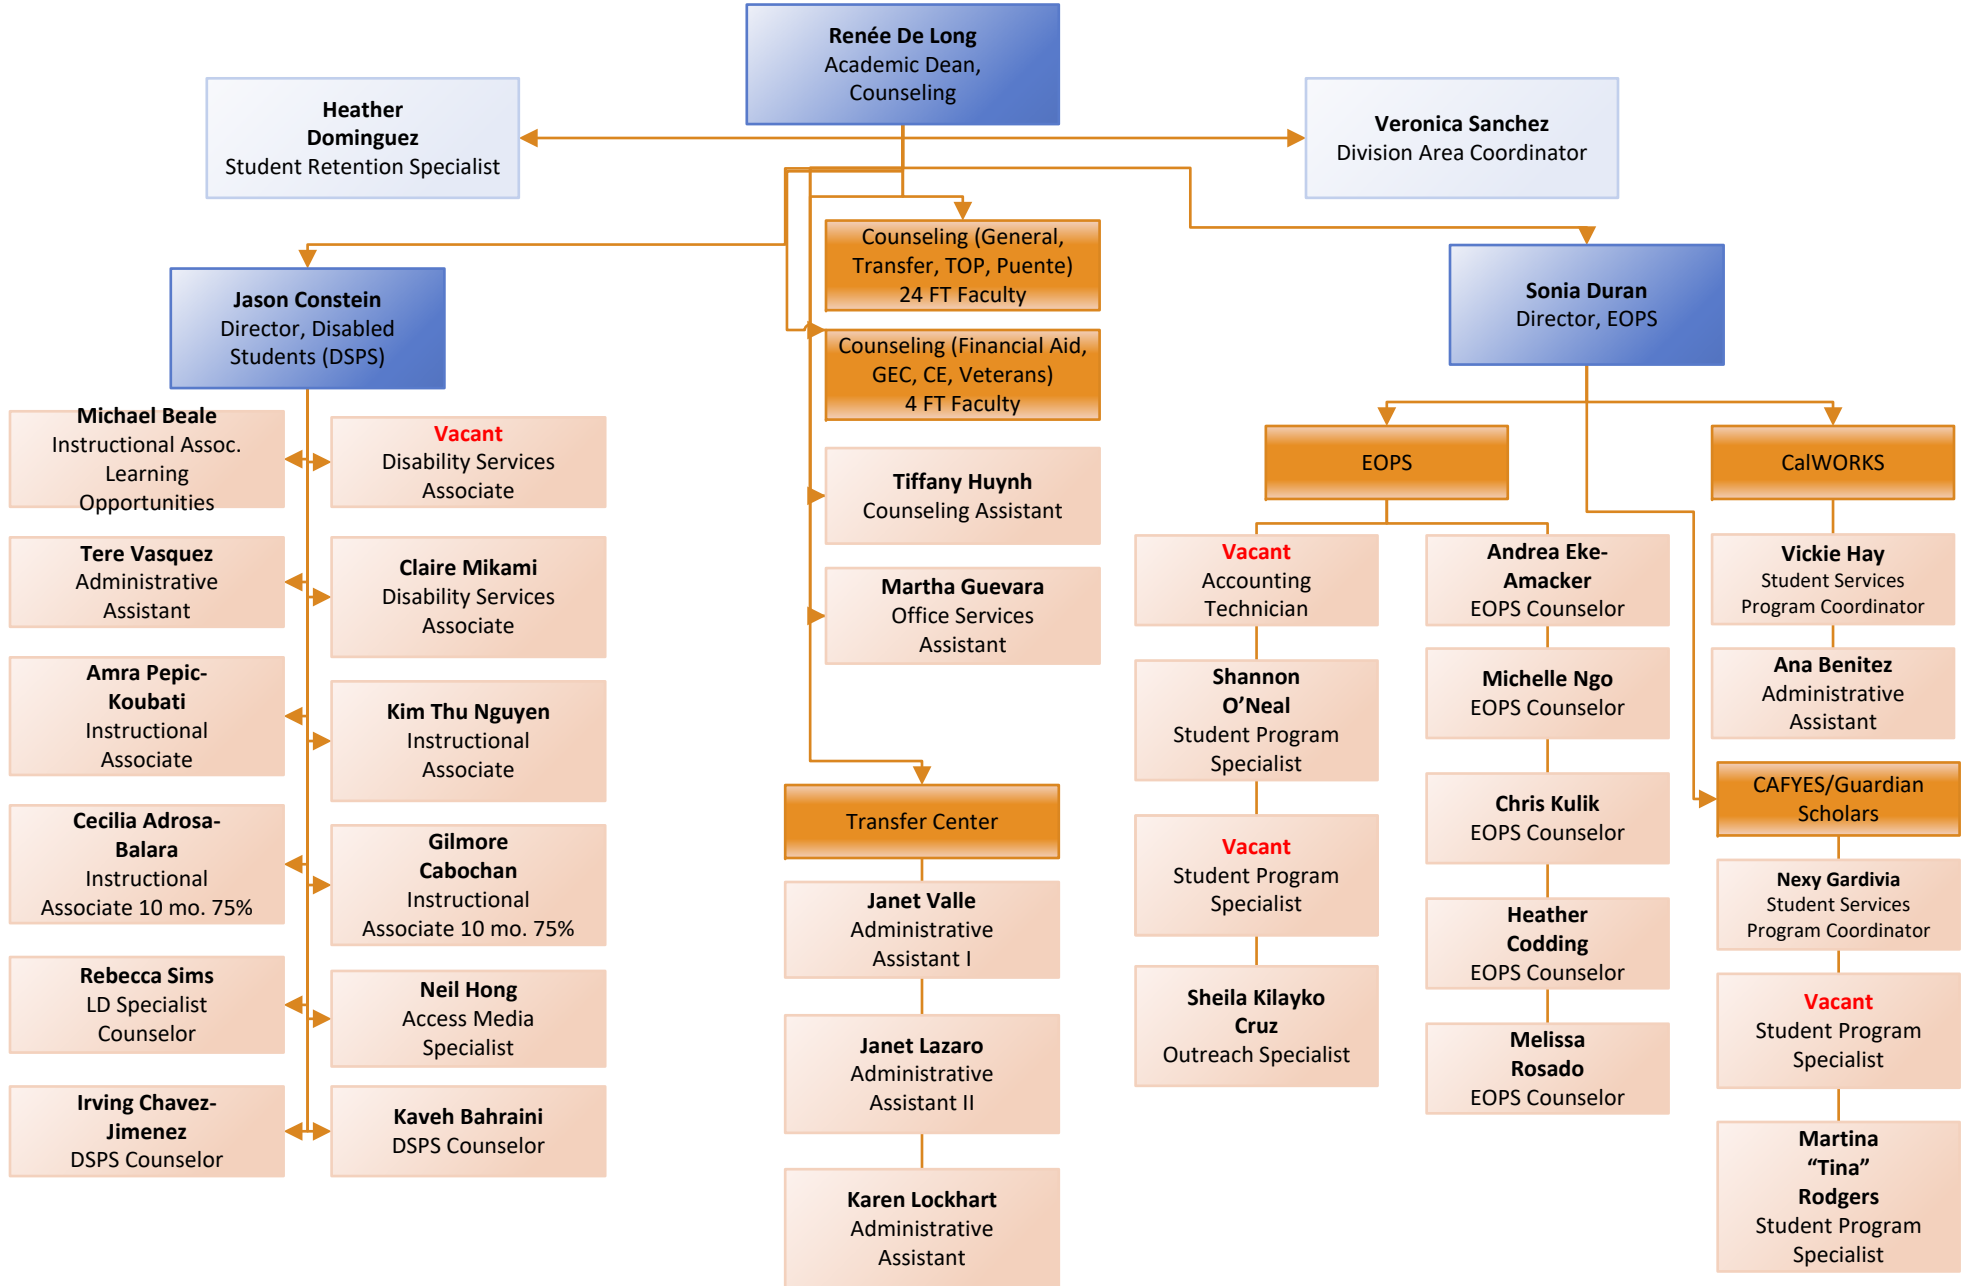 Renée De Long
Academic Dean,
Counseling
Heather
Dominguez
Student Retention Specialist
Veronica Sanchez
Division Area Coordinator
Jason Constein
Director, Disabled
Students (DSPS)
Michael Beale
Instructional Assoc.
Learning
Opportunities
Vacant
Disability Services
Associate
Tere Vasquez
Administrative
Assistant
Claire Mikami
Disability Services
Associate
Amra Pepic-
Koubati
Instructional
Associate
Kim Thu Nguyen
Instructional
Associate
Cecilia Adrosa-
Balara
Instructional
Associate 10 mo. 75%
Gilmore
Cabochan
Instructional
Associate 10 mo. 75%
Rebecca Sims
LD Specialist
Counselor
Neil Hong
Access Media
Specialist
Irving Chavez-
Jimenez
DSPS Counselor
Kaveh Bahraini
DSPS Counselor
Counseling (General,
Transfer, TOP, Puente)
24 FT Faculty
Counseling (Financial Aid,
GEC, CE, Veterans)
4 FT Faculty
Tiffany Huynh
Counseling Assistant
Martha Guevara
Office Services
Assistant
Transfer Center
Janet Valle
Administrative
Assistant I
Janet Lazaro
Administrative
Assistant II
Karen Lockhart
Administrative
Assistant
Sonia Duran
Director, EOPS
EOPS
Vacant
Accounting
Technician
Shannon
O’Neal
Student Program
Specialist
Vacant
Student Program
Specialist
Sheila Kilayko
Cruz
Outreach Specialist
Andrea Eke-
Amacker
EOPS Counselor
Michelle Ngo
EOPS Counselor
Chris Kulik
EOPS Counselor
Heather
Codding
EOPS Counselor
Melissa
Rosado
EOPS Counselor
CalWORKS
Vickie Hay
Student Services
Program Coordinator
Ana Benitez
Administrative
Assistant
CAFYES/Guardian
Scholars
Nexy Gardivia
Student Services
Program Coordinator
Vacant
Student Program
Specialist
Martina
“Tina”
Rodgers
Student Program
Specialist